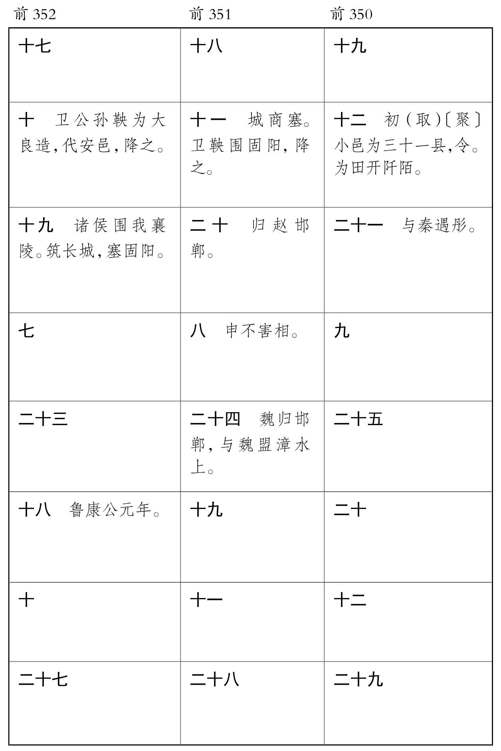 前 352 前 351 前 350
十七 十八 十九
十 卫公孙鞅为大
良造，代安邑，降之。
十一 城商塞。
卫鞅围固阳，降
之。
十二 初（取）〔聚〕
小邑为三十一县，令。
为田开阡陌。
十九 诸侯围我襄
陵。筑长城，塞固阳。
二十 归赵邯
郸。
二十一 与秦遇彤。
七
八 申不害相。
九
二十三
二十四 魏归邯
郸，与魏盟漳水
上。
二十五
十八 鲁康公元年。
十九
二十
十 十一 十二
二十七 二十八 二十九